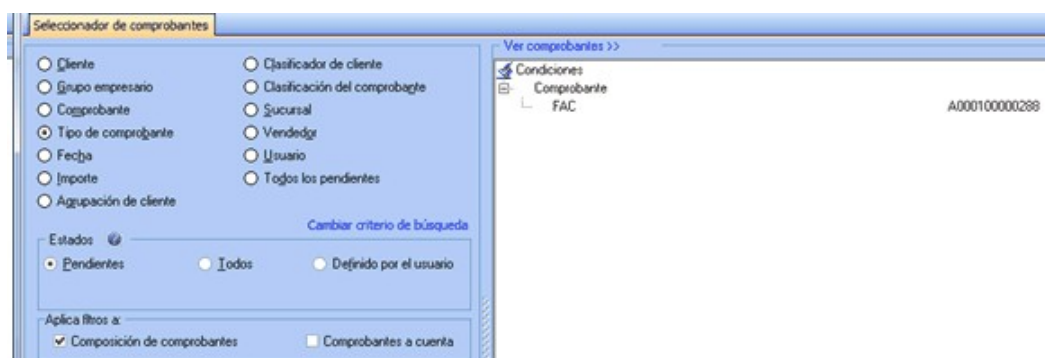 Seleccionador de comprobantes
Cliente
Grupo empresario
Comprobante
Tipo de comprobante
Fecha
Importe
Agrupación de cliente
Clasificador de cliente
Clasificación del comprobante
Sucursal
Vendedor
Usuario
Todos los pendientes
Cambiar criterio de búsqueda
Estados
Pendientes Todos Definido por el usuario
Aplica filtros a:
Composición de comprobantes Comprobantes a cuenta
Ver comprobantes >>
Condiciones
Comprobante
FAC A000100000288